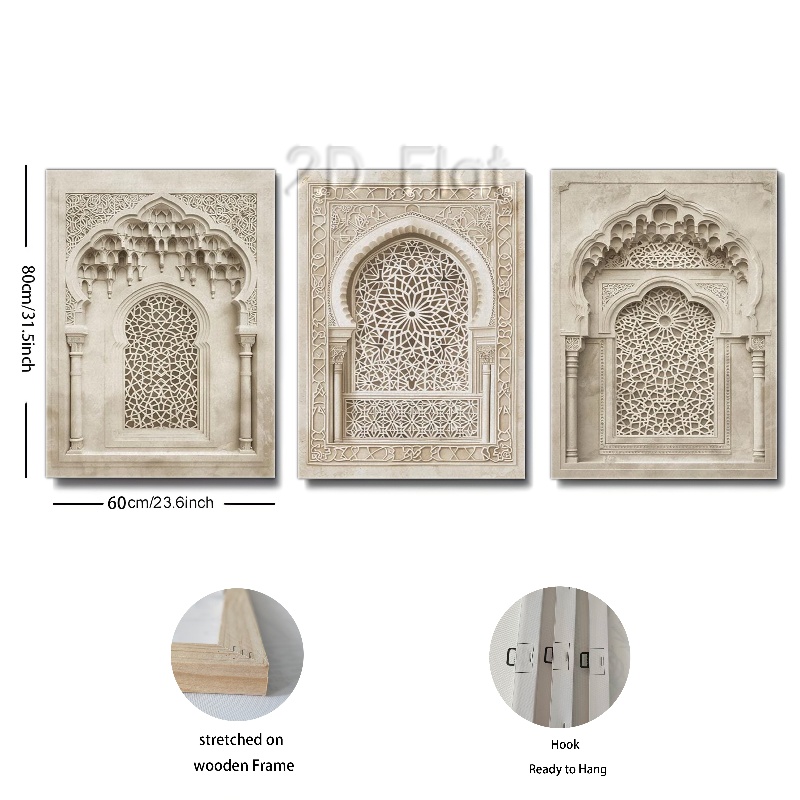 2D Flat
80cm/31.5inch
60cm/23.6inch
stretched on
wooden Frame
Hook
Ready to Hang